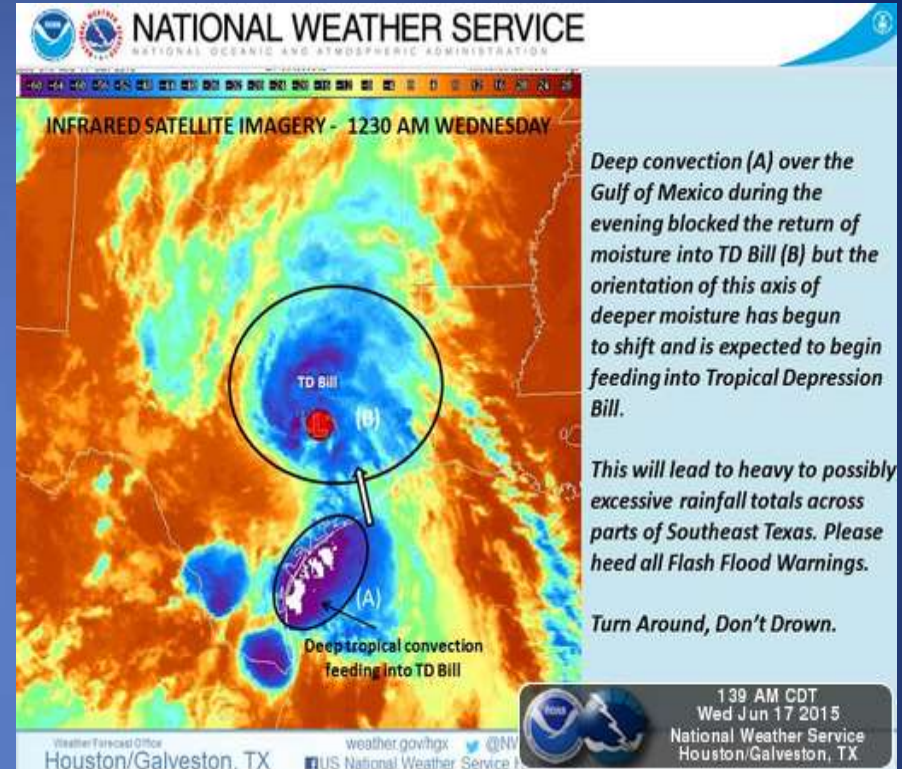 NATIONAL WEATHER SERVICE
NATIONAL OCEANIC AND ATMOSPHERIC ADMINISTRATION
INFRARED SATELLITE IMAGERY - 1230 AM WEDNESDAY
TD Bill
L
(B)
(A)
Deep tropical convection
feeding into TD Bill
Deep convection (A) over the
Gulf of Mexico during the
evening blocked the return of
moisture into TD Bill (B) but the
orientation of this axis of
deeper moisture has begun
to shift and is expected to begin
feeding into Tropical Depression
Bill.
This will lead to heavy to possibly
excessive rainfall totals across
parts of Southeast Texas. Please
heed all Flash Flood Warnings.
Turn Around, Don't Drown.
Weather Forecast Office
Houston/Galveston, TX
weather.gov/hgx
US National Weather Service
139 AM CDT
Wed Jun 17 2015
National Weather Service
Houston/Galveston, TX